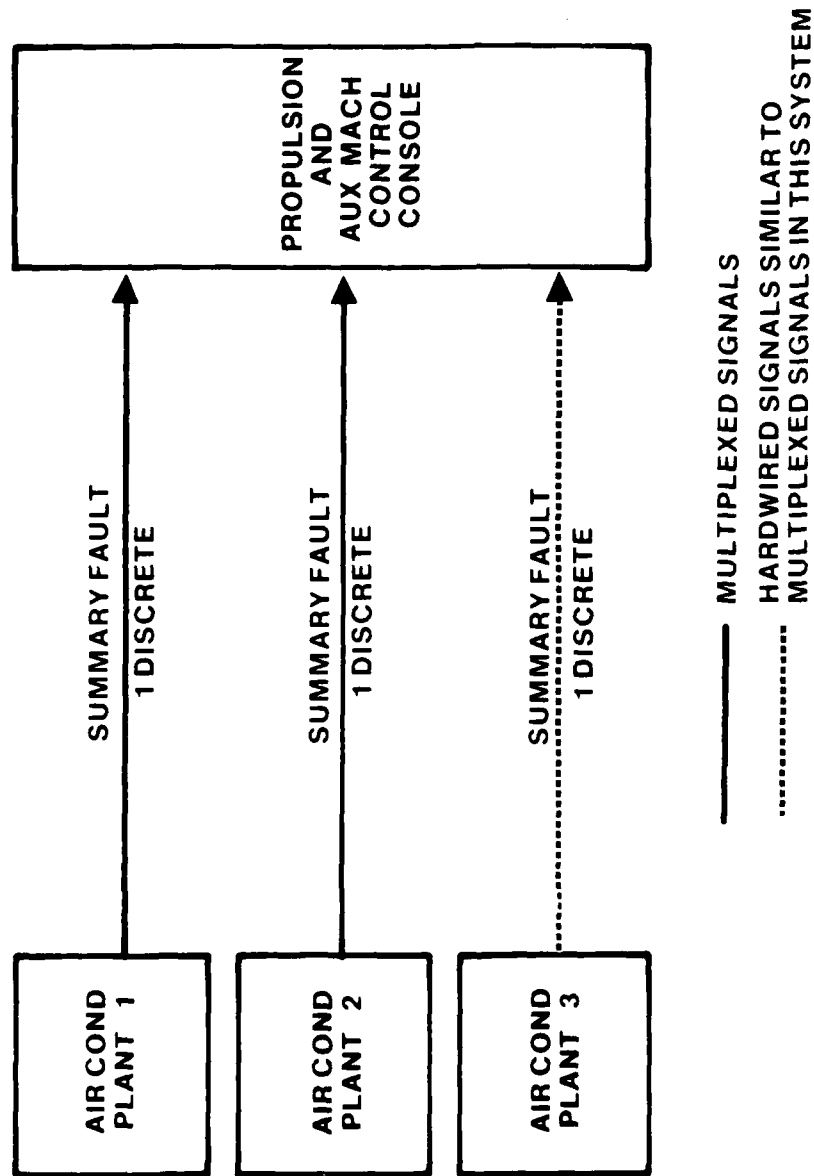 PROPULSION
AND
AUX MACH
CONTROL
CONSOLE
SUMMARY FAULT
1 DISCRETE
SUMMARY FAULT
1 DISCRETE
SUMMARY FAULT
1 DISCRETE
AIR COND
PLANT 1
AIR COND
PLANT 2
AIR COND
PLANT 3
MULTIPLEXED SIGNALS
HARDWIRED SIGNALS SIMILAR TO
MULTIPLEXED SIGNALS IN THIS SYSTEM